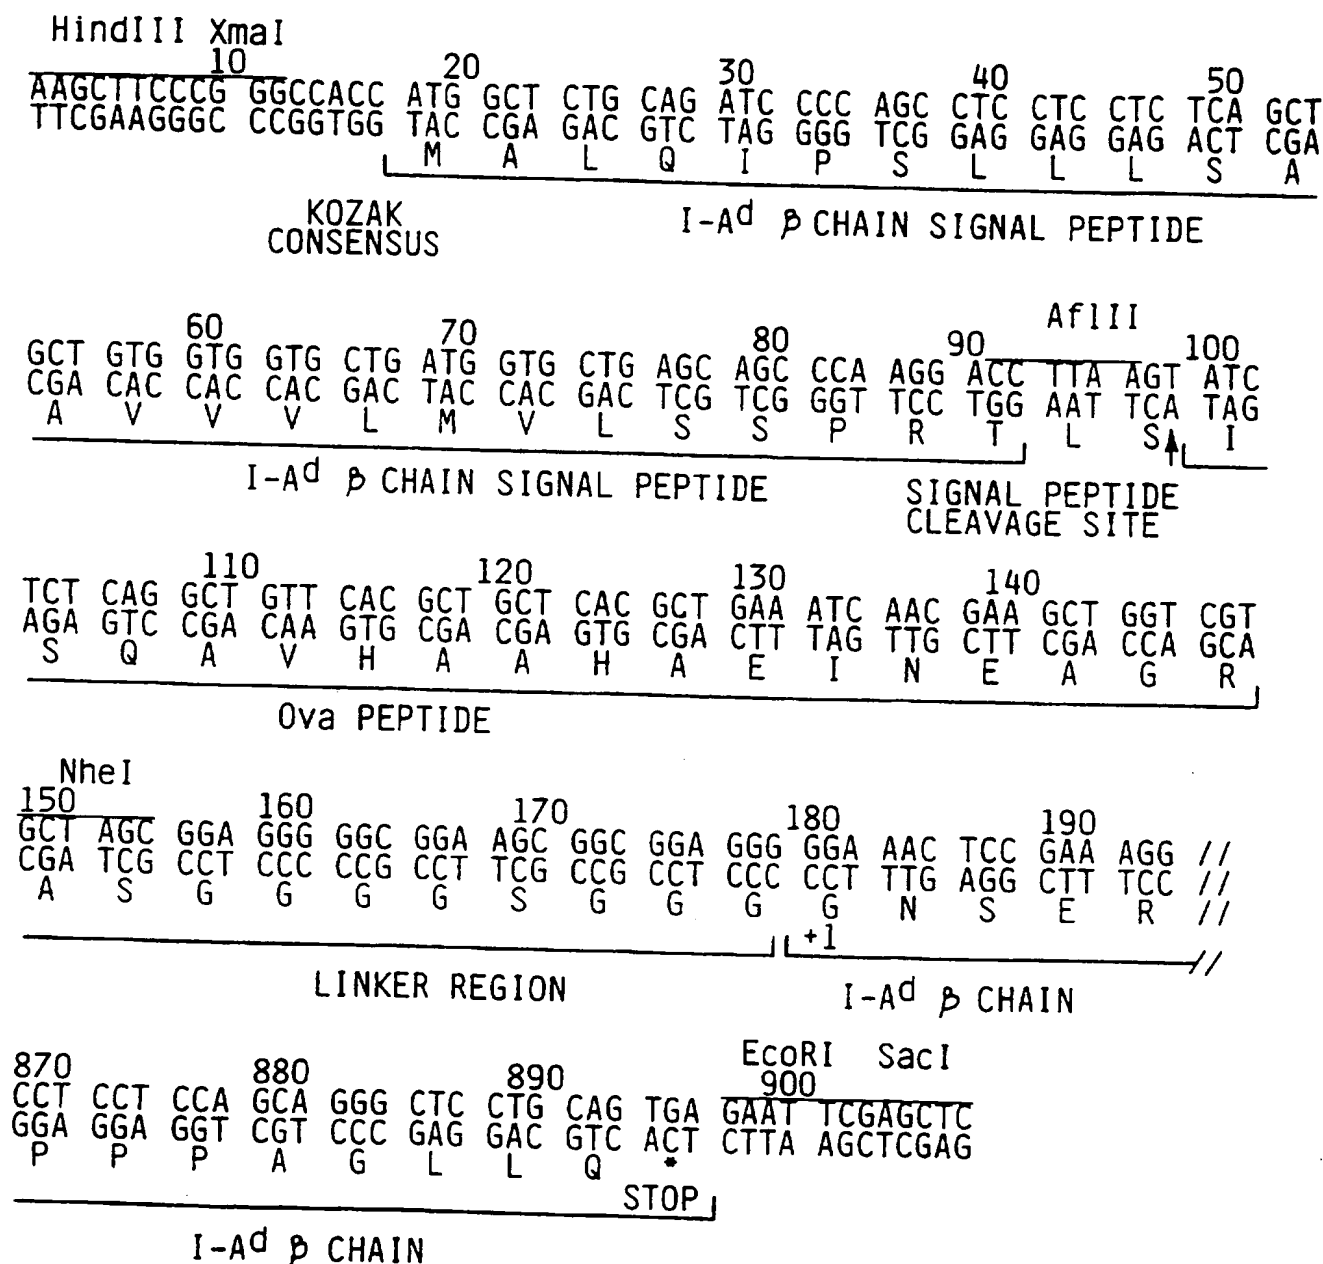 HindIII XmaI
10 20 30 40 50
AAGCTTCCCG GGCCACC ATG GCT CTG CAG ATC CCC AGC CTC CTC CTC TCA GCT
TTCGAAGGGC CCGGTGG TAC CGA GAC GTC TAG GGG TCG GAG GAG GAG ACT CGA
M A L Q I P S L L L S A
KOZAK
CONSENSUS
I-Ad β CHAIN SIGNAL PEPTIDE
AflII
60 70 80 90 100
GCT GTG GTG GTG CTG ATG GTG CTG AGC AGC CCA AGG ACC TTA AGT ATC
CGA CAC CAC CAC GAC TAC CAC GAC TCG TCG GGT TCC TGG AAT TCA TAG
A V V V L M V L S S P R T L S I
I-Ad β CHAIN SIGNAL PEPTIDE
SIGNAL PEPTIDE
CLEAVAGE SITE
110 120 130 140
TCT CAG GCT GTT CAC GCT GCT CAC GCT GAA ATC AAC GAA GCT GGT CGT
AGA GTC CGA CAA GTG CGA CGA GTG CGA CTT TAG TTG CTT CGA CCA GCA
S Q A V H A A H A E I N E A G R
Ova PEPTIDE
NheI
150 160 170 180 190
GCT AGC GGA GGG GGC GGA AGC GGC GGA GGG GGA AAC TCC GAA AGG //
CGA TCG CCT CCC CCG CCT TCG CCG CCT CCC CCT TTG AGG CTT TCC //
A S G G G G S G G G G N S E R //
+1
//
LINKER REGION
I-Ad β CHAIN
EcoRI SacI
870 880 890 900
CCT CCT CCA GCA GGG CTC CTG CAG TGA GAAT TCGAGCTC
GGA GGA GGT CGT CCC GAG GAC GTC ACT CTTA AGCTCGAG
P P P A G L L Q *
STOP
I-Ad β CHAIN